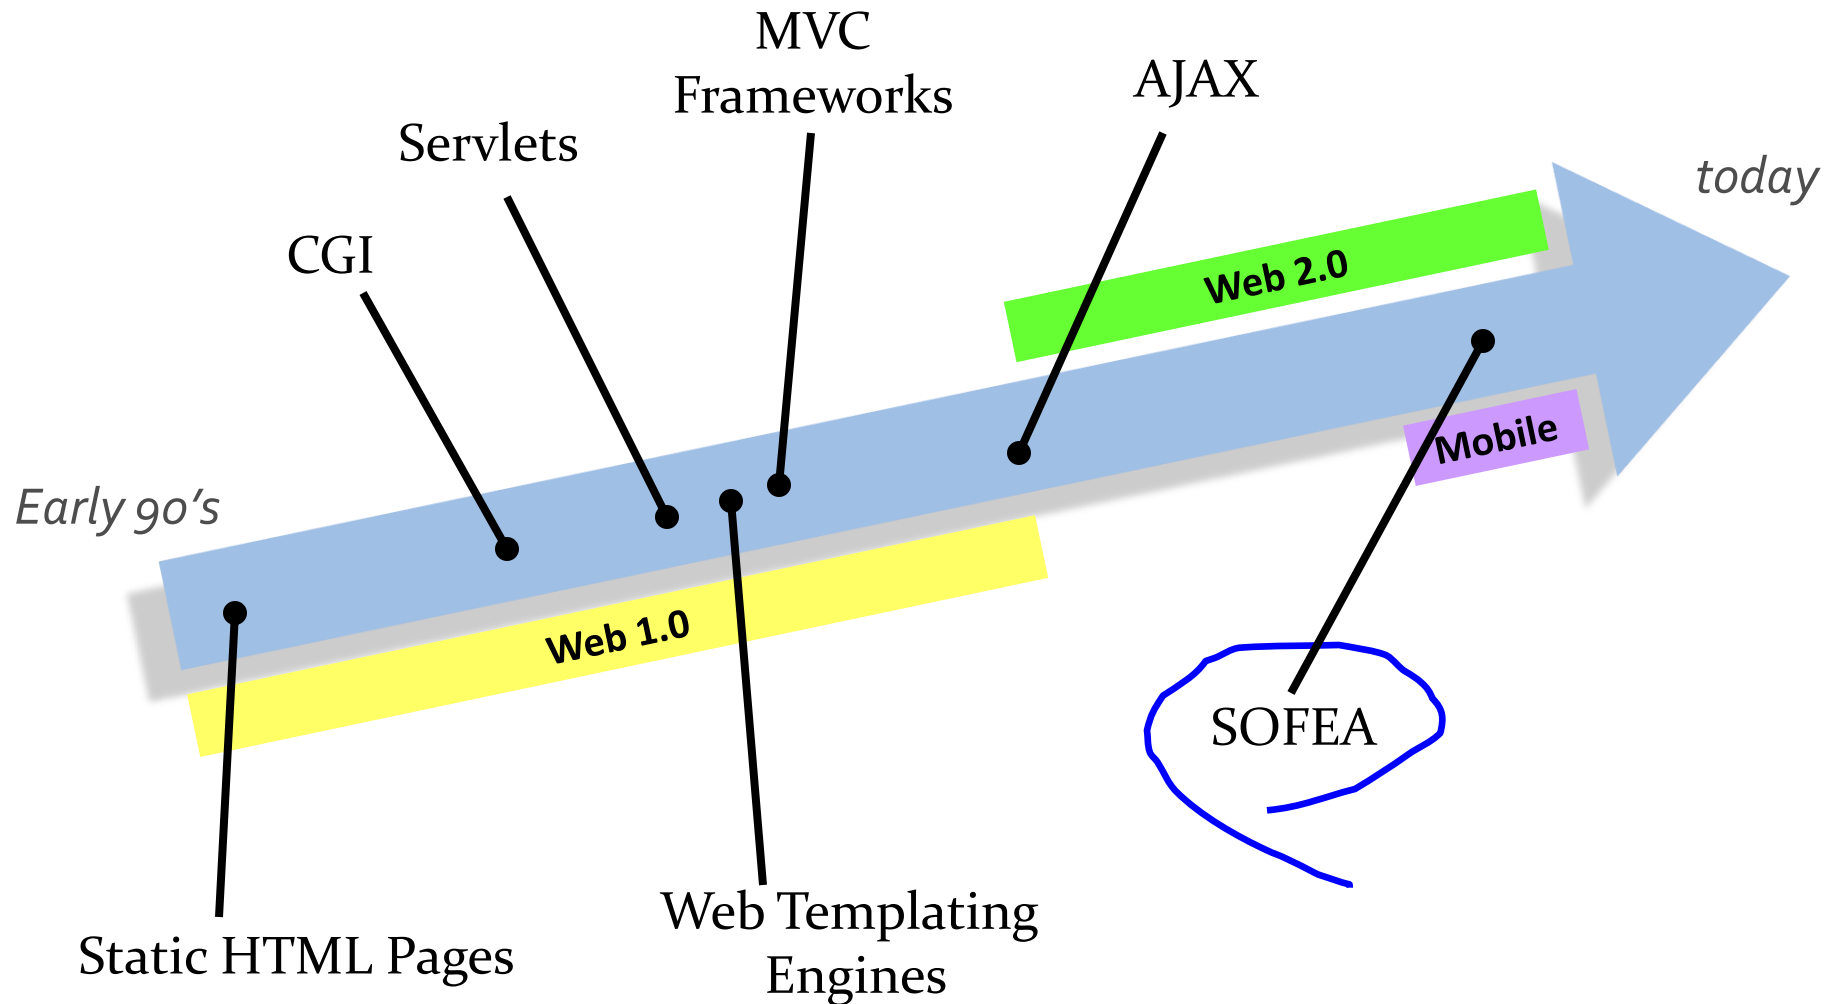 MVC
Frameworks
AJAX
Servlets
today
CGI
Web 2.0
Mobile
Early 90's
Web 1.0
SOFEA
Web Templating
Engines
Static HTML Pages